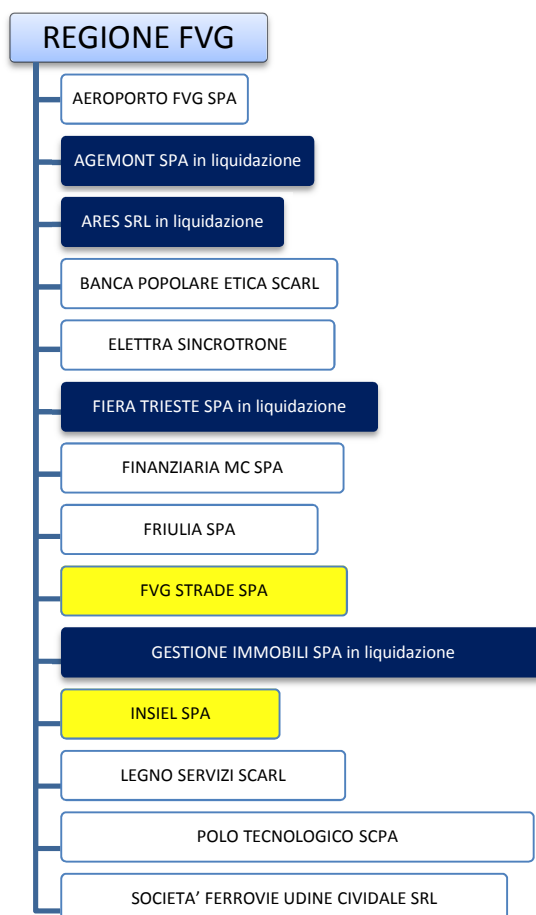 REGIONE FVG
AEROPORTO FVG SPA
AGEMONT SPA in liquidazione
ARES SRL in liquidazione
BANCA POPOLARE ETICA SCARL
ELETTRA SINCROTRONE
FIERA TRIESTE SPA in liquidazione
FINANZIARIA MC SPA
FRIULIA SPA
FVG STRADE SPA
GESTIONE IMMOBILI SPA in liquidazione
INSIEL SPA
LEGNO SERVIZI SCARL
POLO TECNOLOGICO SCPA
SOCIETA’ FERROVIE UDINE CIVIDALE SRL